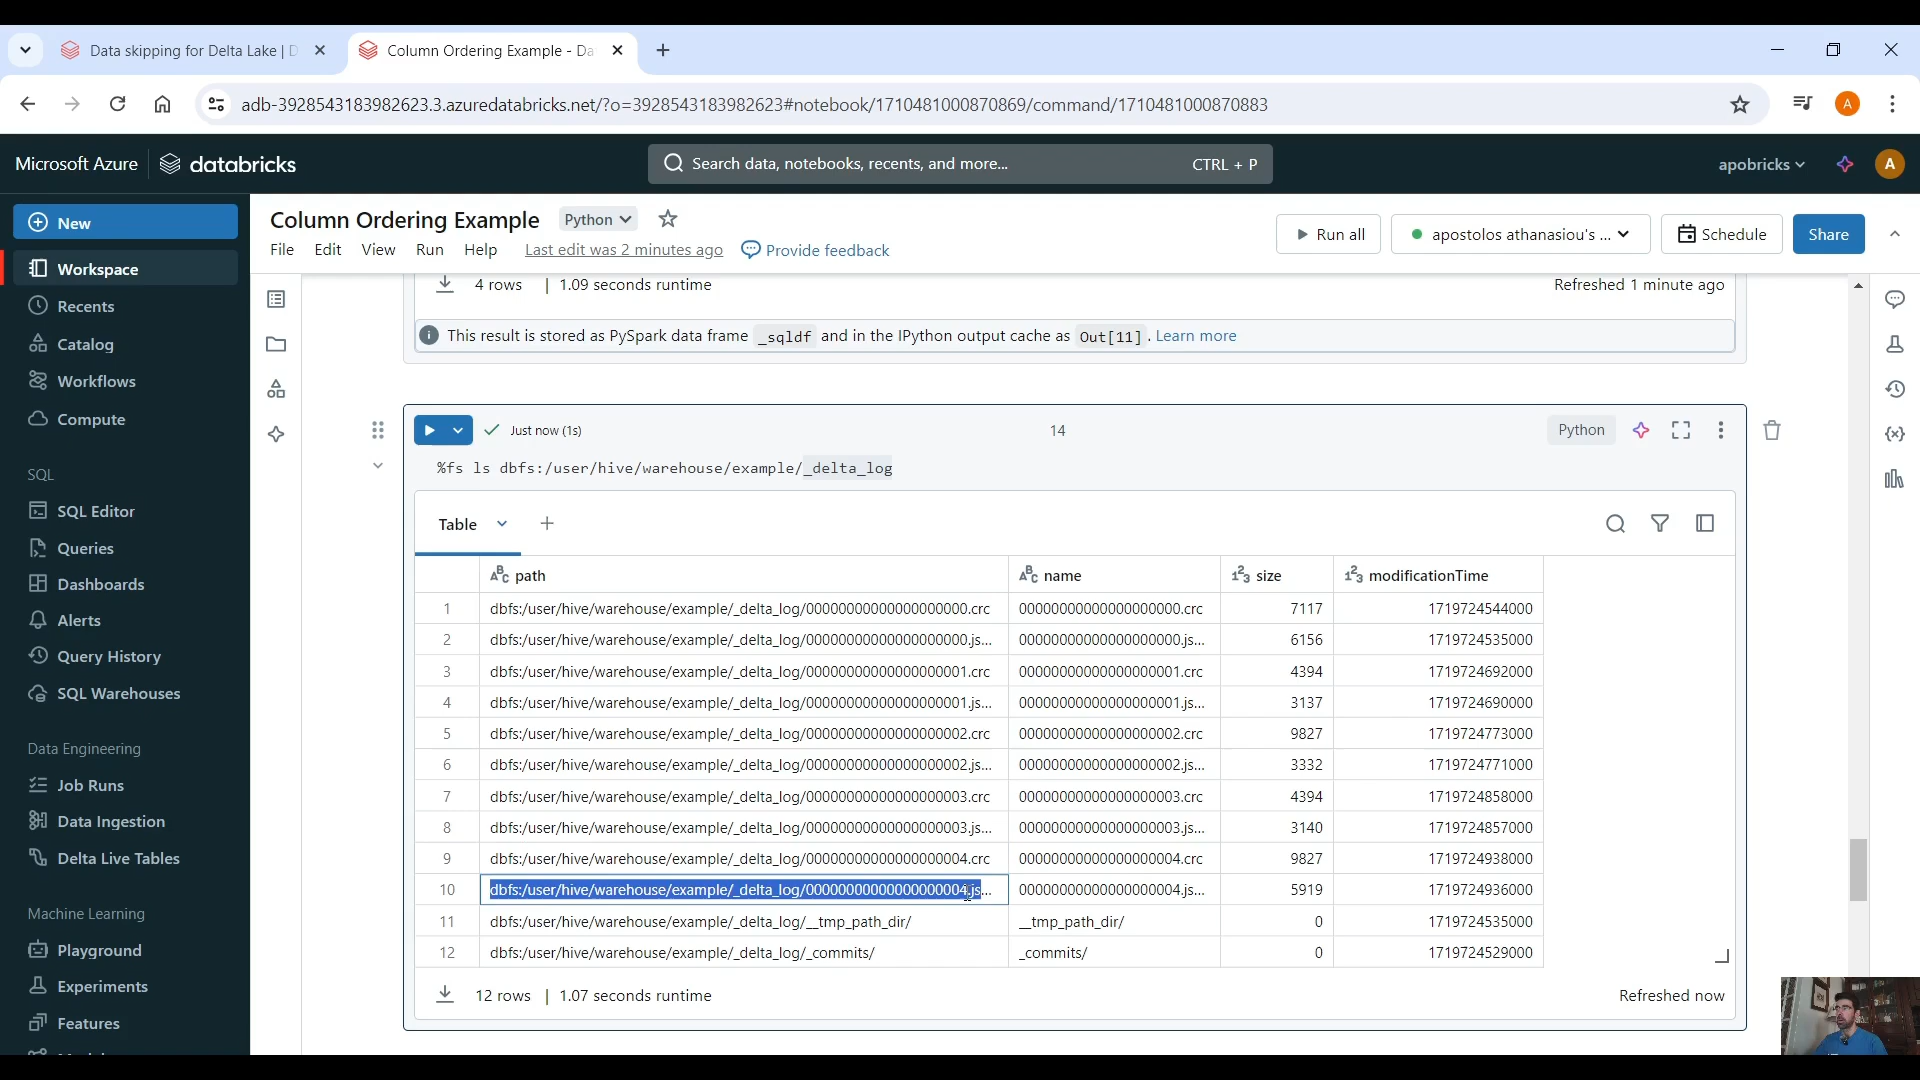 Data skipping for Delta Lake | D
Column Ordering Example - Da
adb-3928543183982623.3.azuredatabricks.net/?o=3928543183982623#notebook/1710481000870869/command/1710481000870883
A
Microsoft Azure
databricks
Search data, notebooks, recents, and more...
CTRL + P
apobricks
A
New
Workspace
Recents
Catalog
Workflows
Compute
SQL
SQL Editor
Queries
Dashboards
Alerts
Query History
SQL Warehouses
Data Engineering
Job Runs
Data Ingestion
Delta Live Tables
Machine Learning
Playground
Experiments
Features
Column Ordering Example
Python
File Edit View Run Help Last edit was 2 minutes ago Provide feedback
Run all
apostolos athanasiou's ...
Schedule
Share
4 rows | 1.09 seconds runtime
Refreshed 1 minute ago
This result is stored as PySpark data frame _sqldf and in the IPython output cache as Out[11]. Learn more
Just now (1s)
14
Python
%fs ls dbfs:/user/hive/warehouse/example/_delta_log
Table
path name size modificationTime
1 dbfs:/user/hive/warehouse/example/_delta_log/00000000000000000000.crc 00000000000000000000.crc 7117 1719724544000
2 dbfs:/user/hive/warehouse/example/_delta_log/00000000000000000000.js... 00000000000000000000.js... 6156 1719724535000
3 dbfs:/user/hive/warehouse/example/_delta_log/00000000000000000001.crc 00000000000000000001.crc 4394 1719724692000
4 dbfs:/user/hive/warehouse/example/_delta_log/00000000000000000001.js... 00000000000000000001.js... 3137 1719724690000
5 dbfs:/user/hive/warehouse/example/_delta_log/00000000000000000002.crc 00000000000000000002.crc 9827 1719724773000
6 dbfs:/user/hive/warehouse/example/_delta_log/00000000000000000002.js... 00000000000000000002.js... 3332 1719724771000
7 dbfs:/user/hive/warehouse/example/_delta_log/00000000000000000003.crc 00000000000000000003.crc 4394 1719724858000
8 dbfs:/user/hive/warehouse/example/_delta_log/00000000000000000003.js... 00000000000000000003.js... 3140 1719724857000
9 dbfs:/user/hive/warehouse/example/_delta_log/00000000000000000004.crc 00000000000000000004.crc 9827 1719724938000
10 dbfs:/user/hive/warehouse/example/_delta_log/00000000000000000004.js... 00000000000000000004.js... 5919 1719724936000
11 dbfs:/user/hive/warehouse/example/_delta_log/__tmp_path_dir/ __tmp_path_dir/ 0 1719724535000
12 dbfs:/user/hive/warehouse/example/_delta_log/_commits/ _commits/ 0 1719724529000
12 rows | 1.07 seconds runtime
Refreshed now